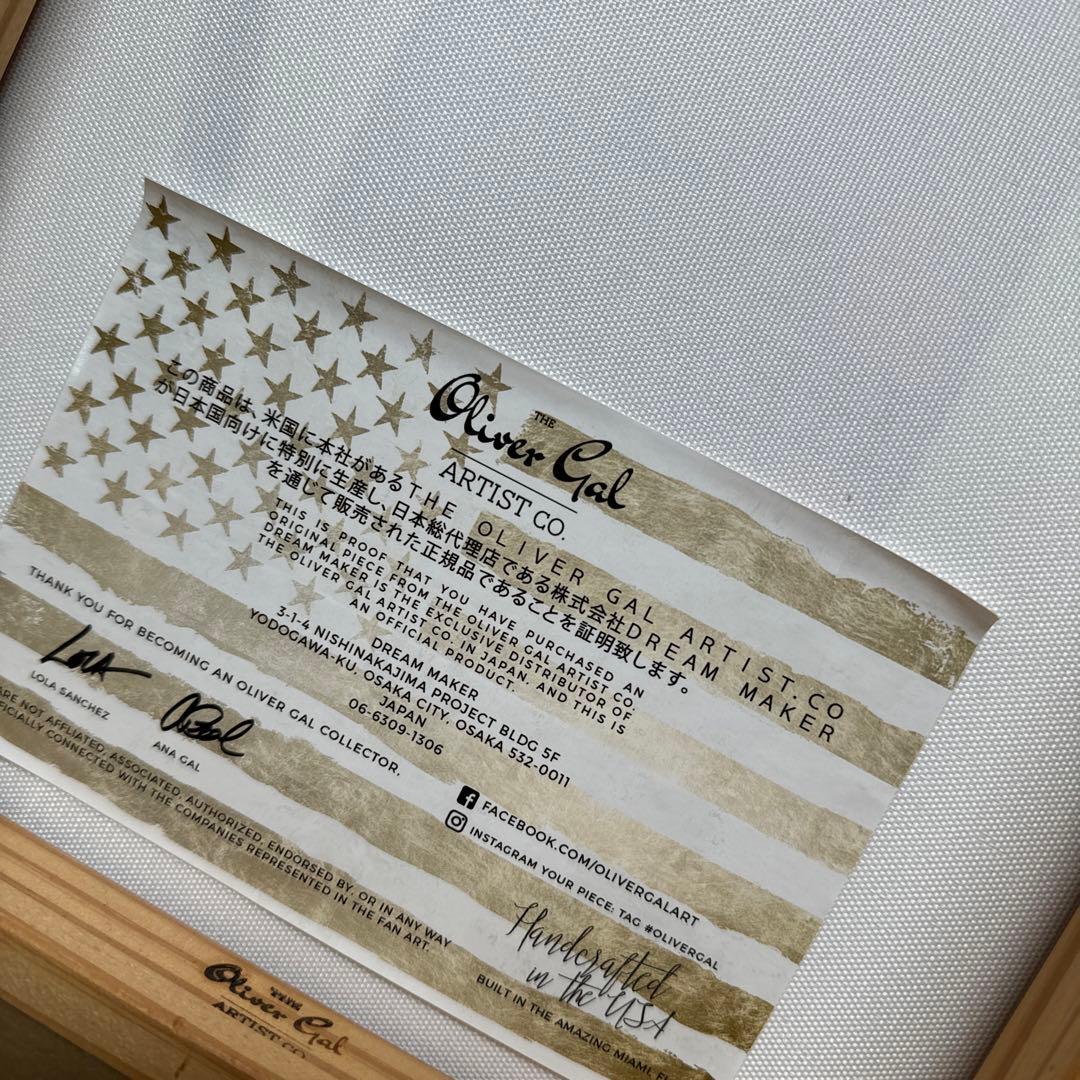 THE
Oliver Gal
ARTIST CO.
この商品は、米国に本社があるTHE OLIVER GAL ARTIST.CO
が日本国向けに特別に生産し、日本総代理店である株式会社DREAM MAKER
を通じて販売された正規品であることを証明致します。
THIS IS PROOF THAT YOU HAVE PURCHASED AN
ORIGINAL PIECE FROM THE OLIVER GAL ARTIST CO.
DREAM MAKER IS THE EXCLUSIVE DISTRIBUTOR OF
THE OLIVER GAL ARTIST CO. IN JAPAN. AND THIS IS
AN OFFICIAL PRODUCT.
DREAM MAKER
3-1-4 NISHINAKAJIMA PROJECT BLDG 5F
YODOGAWA-KU, OSAKA CITY, OSAKA 532-0011
JAPAN
06-6309-1306
THANK YOU FOR BECOMING AN OLIVER GAL COLLECTOR.
LOLA
LOLA SANCHEZ
ANA GAL
FACEBOOK.COM/OLIVERGALART
INSTAGRAM YOUR PIECE: TAG #OLIVERGAL
ARE NOT AFFILIATED, ASSOCIATED, AUTHORIZED, ENDORSED BY, OR IN ANY WAY
OFFICIALLY CONNECTED WITH THE COMPANIES REPRESENTED IN THE FAN ART.
Handcrafted
in the USA
BUILT IN THE AMAZING MIAMI, FL
THE
Oliver Gal
ARTIST CO.